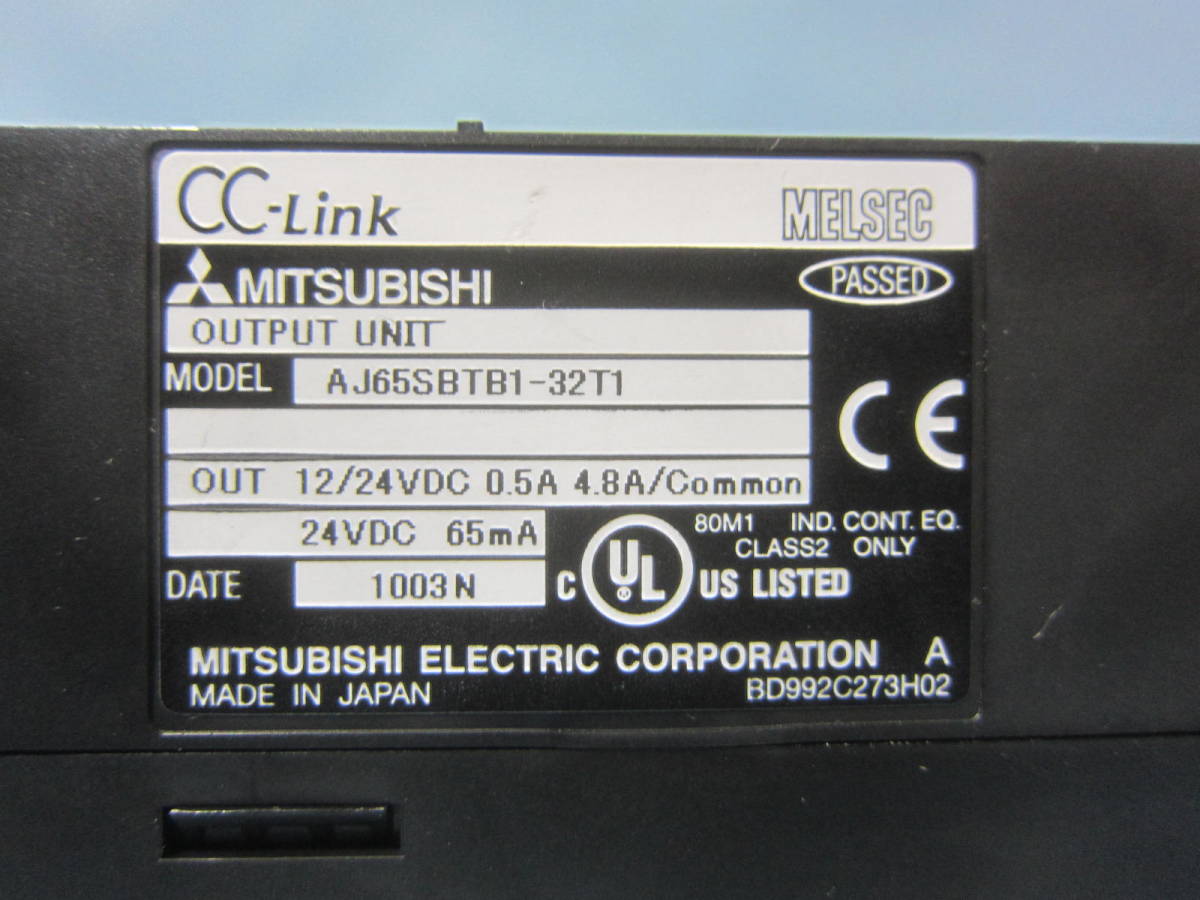 CC-Link MELSEC
MITSUBISHI PASSED
OUTPUT UNIT
MODEL AJ65SBTB1-32T1
CE
OUT 12/24VDC 0.5A 4.8A/Common
24VDC 65mA
80M1 IND. CONT. EQ.
CLASS2 ONLY
DATE 1003N
C UL® US LISTED
MITSUBISHI ELECTRIC CORPORATION A
MADE IN JAPAN BD992C273H02